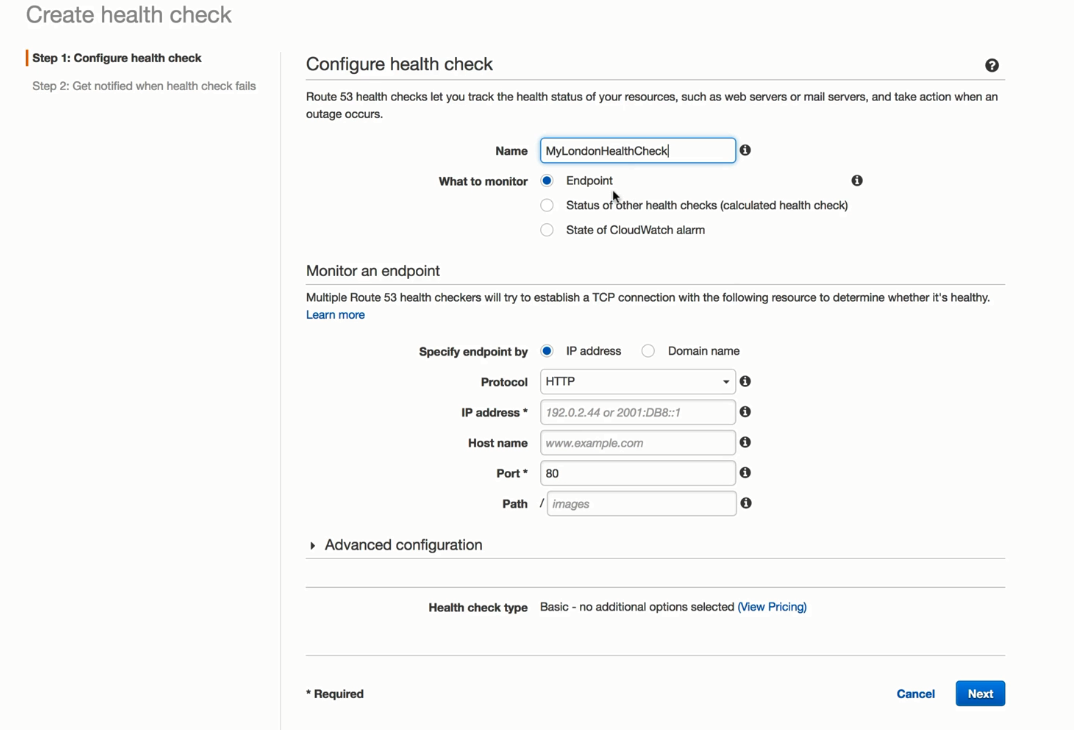 Create health check
Step 1: Configure health check
Step 2: Get notified when health check fails
Configure health check
Route 53 health checks let you track the health status of your resources, such as web servers or mail servers, and take action when an
outage occurs.
Name MyLondonHealthCheck
What to monitor Endpoint
Status of other health checks (calculated health check)
State of CloudWatch alarm
Monitor an endpoint
Multiple Route 53 health checkers will try to establish a TCP connection with the following resource to determine whether it's healthy.
Learn more
Specify endpoint by IP address Domain name
Protocol HTTP
IP address * 192.0.2.44 or 2001:DB8::1
Host name www.example.com
Port * 80
Path / images
Advanced configuration
Health check type Basic - no additional options selected (View Pricing)
* Required Cancel Next